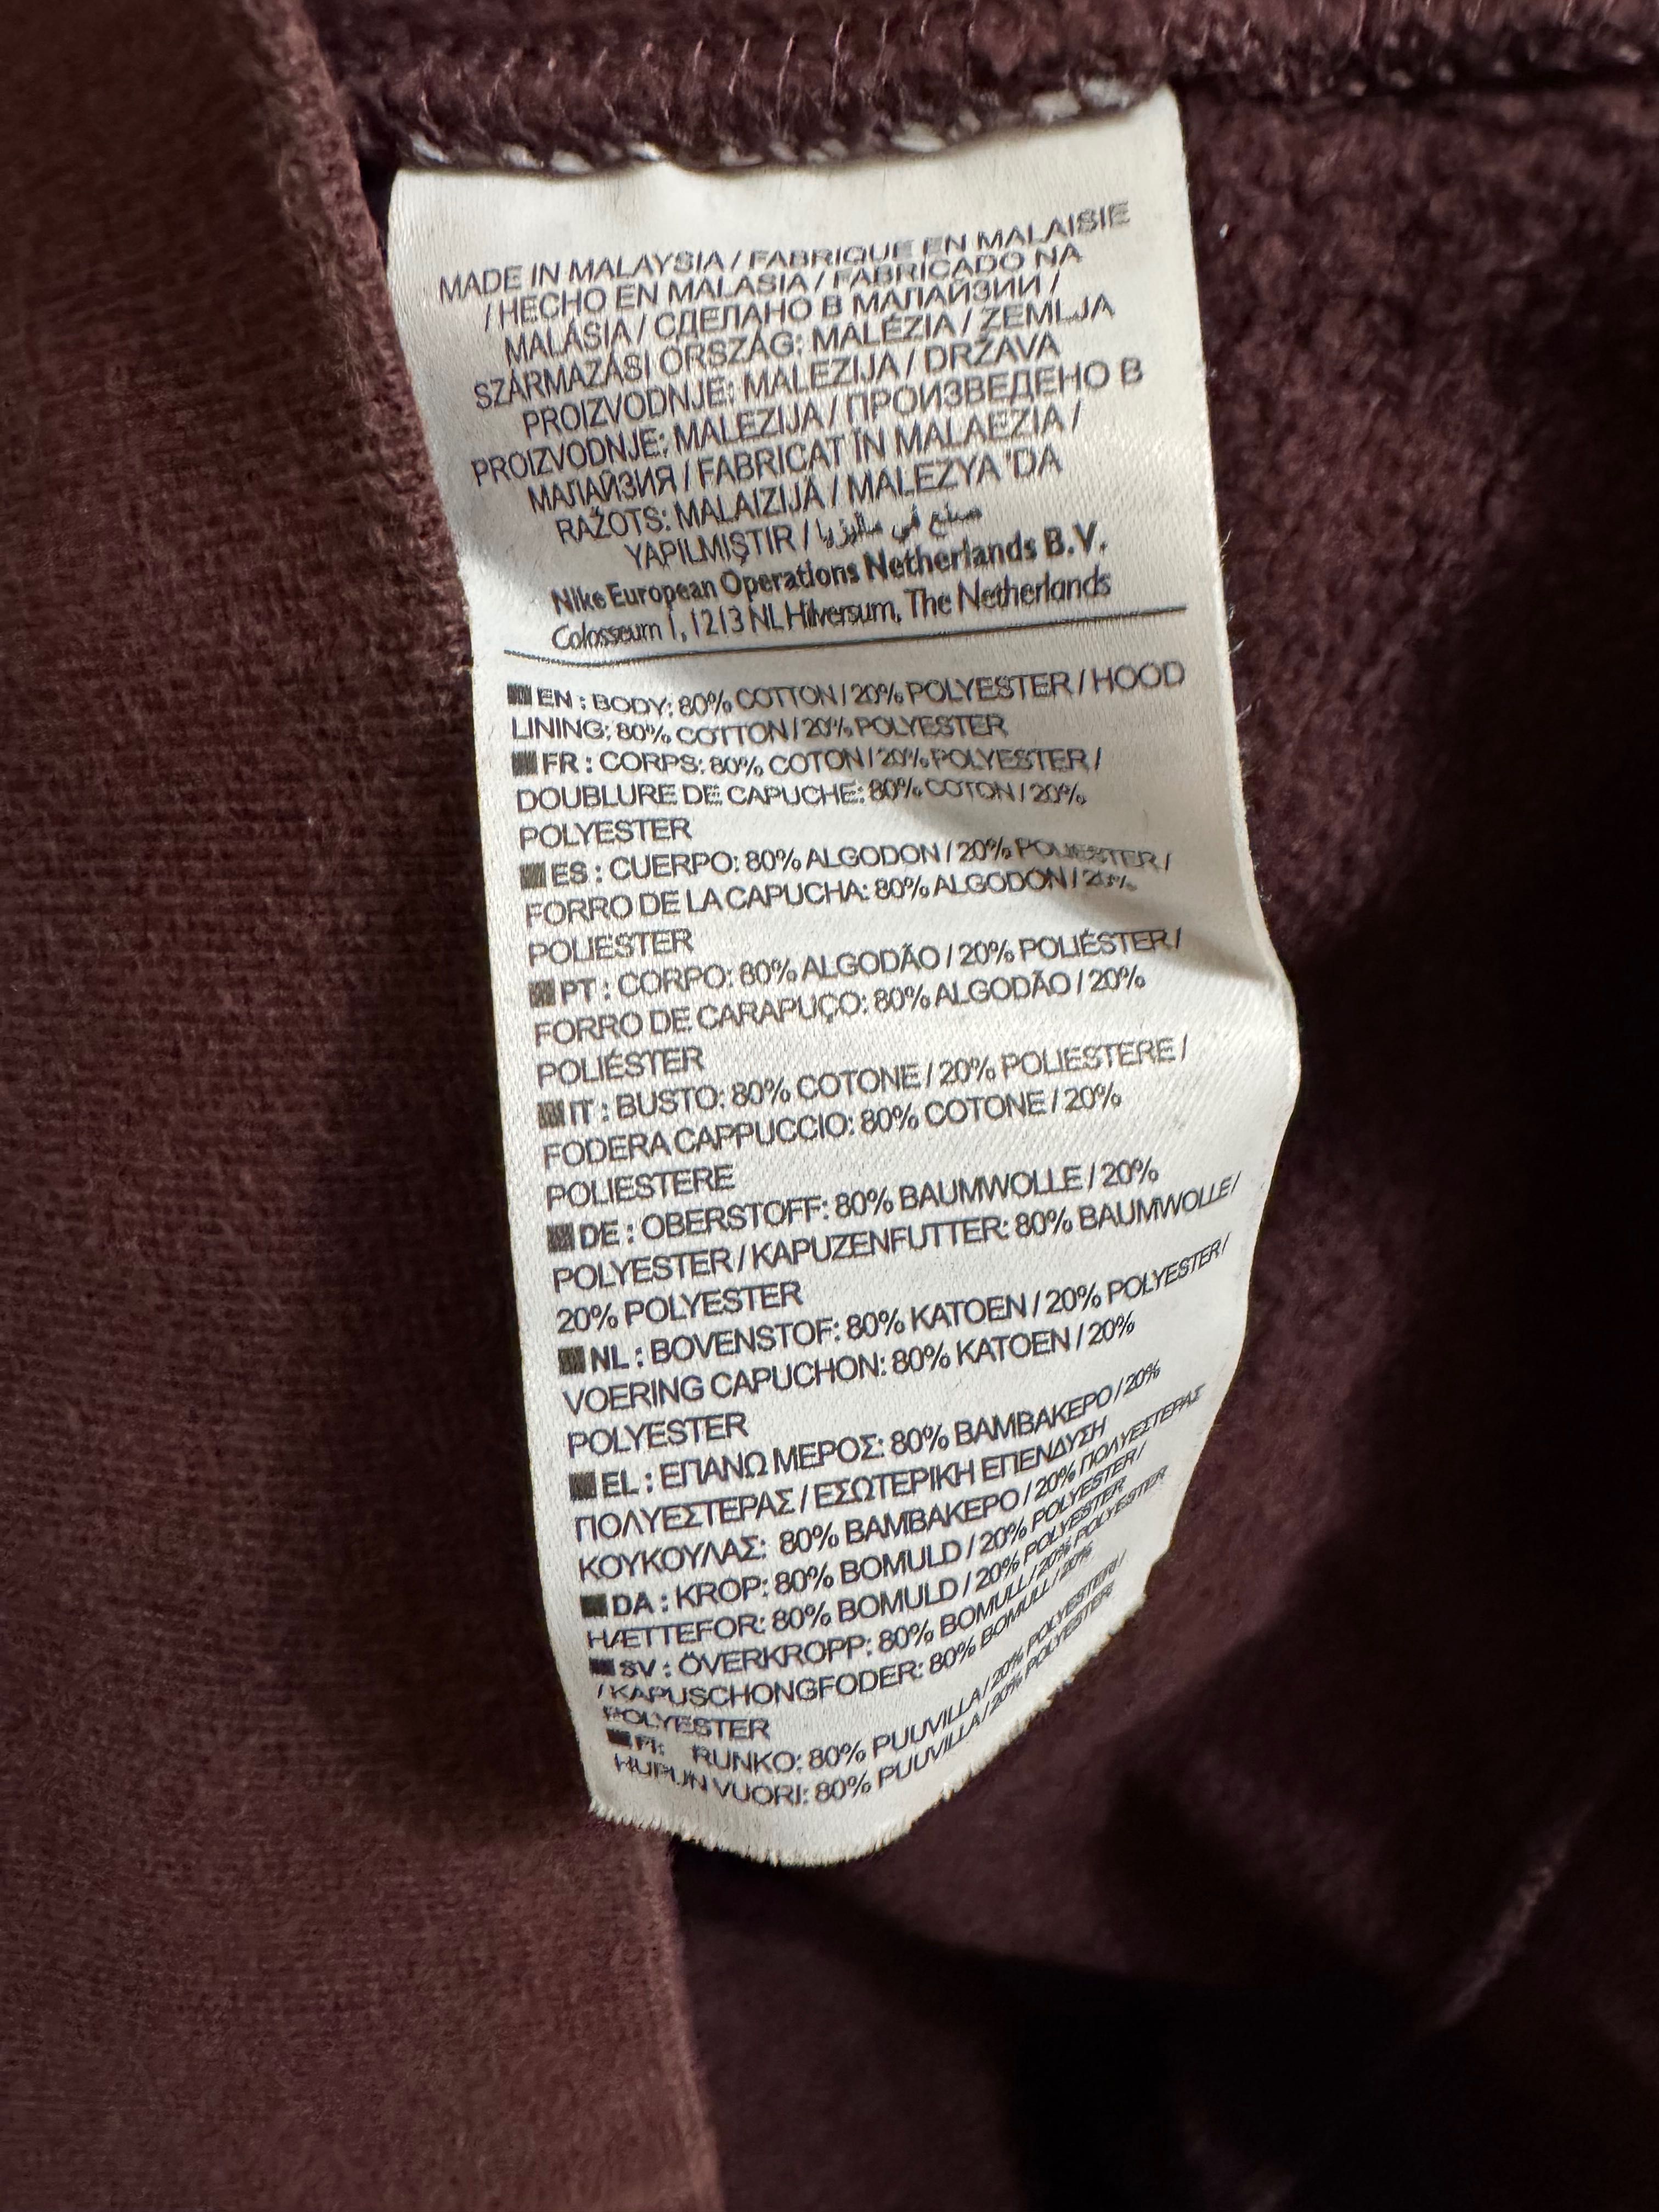 MADE IN MALAYSIA / FABRIQUE EN MALAISIE
/ HECHO EN MALASIA / FABRICADO NA
MALÁSIA / СДЕЛАНО В МАЛАЙЗИИ /
SZÁRMAZÁSI ORSZÁG: MALÉZIA / ZEMLJA
PROIZVODNJE: MALEZIJA / DRŽAVA
PROIZVODNJE: MALEZIJA / ПРОИЗВЕДЕНО В
МАЛАЙЗИЯ / FABRICAT ÎN MALAEZIA /
RAŽOTS: MALAIZIJĀ / MALEZYA 'DA
YAPILMIŞTIR / صنع في ماليزيا
Nike European Operations Netherlands B.V.
Colosseum 1, 1213 NL Hilversum, The Netherlands
EN : BODY: 80% COTTON / 20% POLYESTER / HOOD
LINING: 80% COTTON / 20% POLYESTER
FR : CORPS: 80% COTON / 20% POLYESTER /
DOUBLURE DE CAPUCHE: 80% COTON / 20%
POLYESTER
ES : CUERPO: 80% ALGODON / 20% POLIESTER /
FORRO DE LA CAPUCHA: 80% ALGODON / 20%
POLIESTER
PT : CORPO: 80% ALGODÃO / 20% POLIÉSTER /
FORRO DE CARAPUÇO: 80% ALGODÃO / 20%
POLIÉSTER
IT : BUSTO: 80% COTONE / 20% POLIESTERE /
FODERA CAPPUCCIO: 80% COTONE / 20%
POLIESTERE
DE : OBERSTOFF: 80% BAUMWOLLE / 20%
POLYESTER / KAPUZENFUTTER: 80% BAUMWOLLE /
20% POLYESTER
NL : BOVENSTOF: 80% KATOEN / 20% POLYESTER /
VOERING CAPUCHON: 80% KATOEN / 20%
POLYESTER
EL : ΕΠΑΝΩ ΜΕΡΟΣ: 80% ΒΑΜΒΑΚΕΡΟ / 20%
ΠΟΛΥΕΣΤΕΡΑΣ / ΕΣΩΤΕΡΙΚΗ ΕΠΕΝΔΥΣΗ
ΚΟΥΚΟΥΛΑΣ: 80% ΒΑΜΒΑΚΕΡΟ / 20% ΠΟΛΥΕΣΤΕΡΑΣ
DA : KROP: 80% BOMULD / 20% POLYESTER /
HÆTTEFOR: 80% BOMULD / 20% POLYESTER
SV : ÖVERKROPP: 80% BOMULL / 20% POLYESTER
/ KAPUSCHONGFODER: 80% BOMULL / 20%
POLYESTER
FI: RUNKO: 80% PUUVILLA / 20% POLYESTERI /
HUPUN VUORI: 80% PUUVILLA / 20% POLYESTER